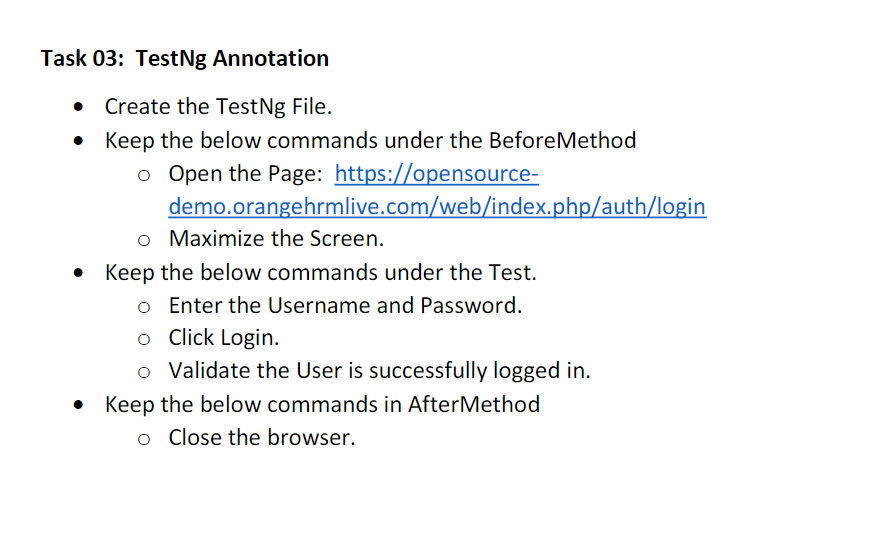 Task 03:  TestNg Annotation
• Create the TestNg File.
• Keep the below commands under the BeforeMethod
o Open the Page:  https://opensource-
demo.orangehrmlive.com/web/index.php/auth/login
o Maximize the Screen.
• Keep the below commands under the Test.
o Enter the Username and Password.
o Click Login.
o Validate the User is successfully logged in.
• Keep the below commands in AfterMethod
o Close the browser.